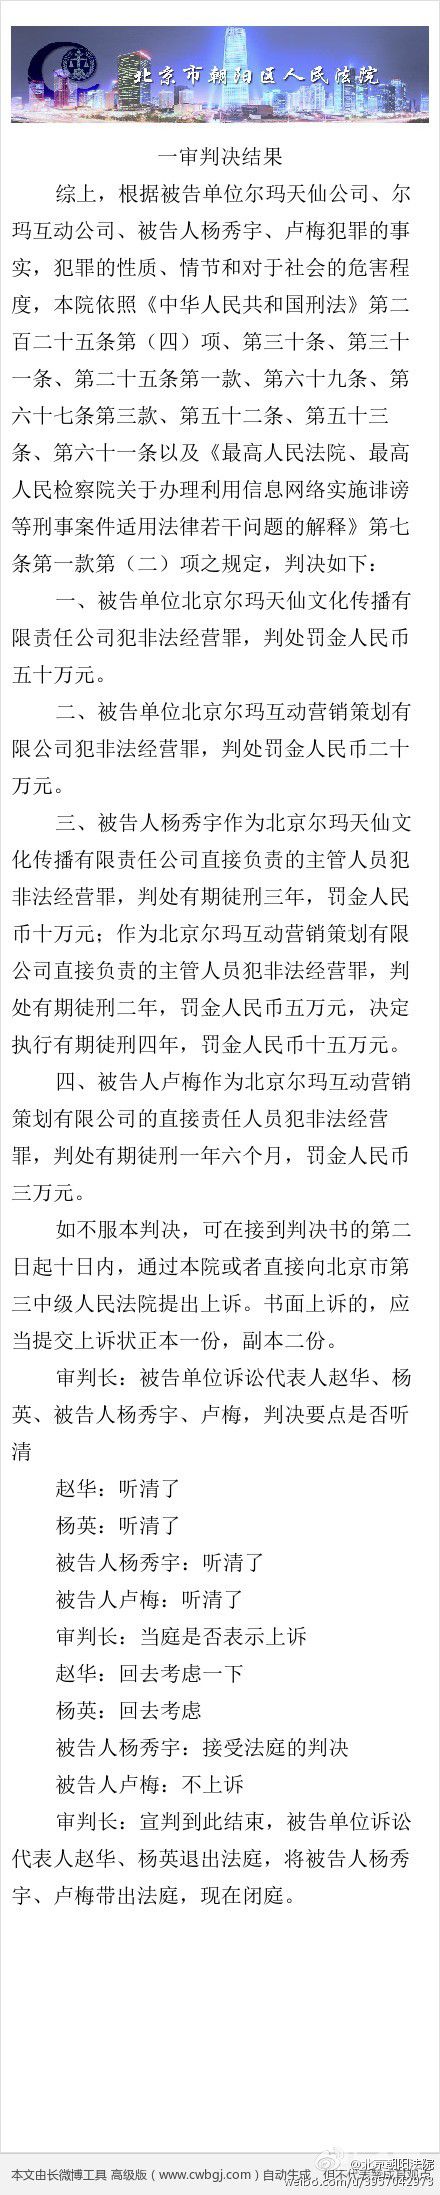 北京市朝阳区人民法院
一审判决结果
综上，根据被告单位尔玛天仙公司、尔
玛互动公司、被告人杨秀宇、卢梅犯罪的事
实，犯罪的性质、情节和对于社会的危害程
度，本院依照《中华人民共和国刑法》第二
百二十五条第（四）项、第三十条、第三十
一条、第二十五条第一款、第六十九条、第
六十七条第三款、第五十二条、第五十三
条、第六十一条以及《最高人民法院、最高
人民检察院关于办理利用信息网络实施诽谤
等刑事案件适用法律若干问题的解释》第七
条第一款第（二）项之规定，判决如下：
一、被告单位北京尔玛天仙文化传播有
限责任公司犯非法经营罪，判处罚金人民币
五十万元。
二、被告单位北京尔玛互动营销策划有
限公司犯非法经营罪，判处罚金人民币二十
万元。
三、被告人杨秀宇作为北京尔玛天仙文
化传播有限责任公司直接负责的主管人员犯
非法经营罪，判处有期徒刑三年，罚金人民
币十万元；作为北京尔玛互动营销策划有限
公司直接负责的主管人员犯非法经营罪，判
处有期徒刑二年，罚金人民币五万元，决定
执行有期徒刑四年，罚金人民币十五万元。
四、被告人卢梅作为北京尔玛互动营销
策划有限公司的直接责任人员犯非法经营
罪，判处有期徒刑一年六个月，罚金人民币
三万元。
如不服本判决，可在接到判决书的第二
日起十日内，通过本院或者直接向北京市第
三中级人民法院提出上诉。书面上诉的，应
当提交上诉状正本一份，副本二份。
审判长：被告单位诉讼代表人赵华、杨
英、被告人杨秀宇、卢梅，判决要点是否听
清
赵华：听清了
杨英：听清了
被告人杨秀宇：听清了
被告人卢梅：听清了
审判长：当庭是否表示上诉
赵华：回去考虑一下
杨英：回去考虑
被告人杨秀宇：接受法庭的判决
被告人卢梅：不上诉
审判长：宣判到此结束，被告单位诉讼
代表人赵华、杨英退出法庭，将被告人杨秀
宇、卢梅带出法庭，现在闭庭。
@北京朝阳法院
本文由长微博工具 高级版（www.cwbgj.com）自动生成，但不代表赞成其观点
weibo.com/u/3957042973